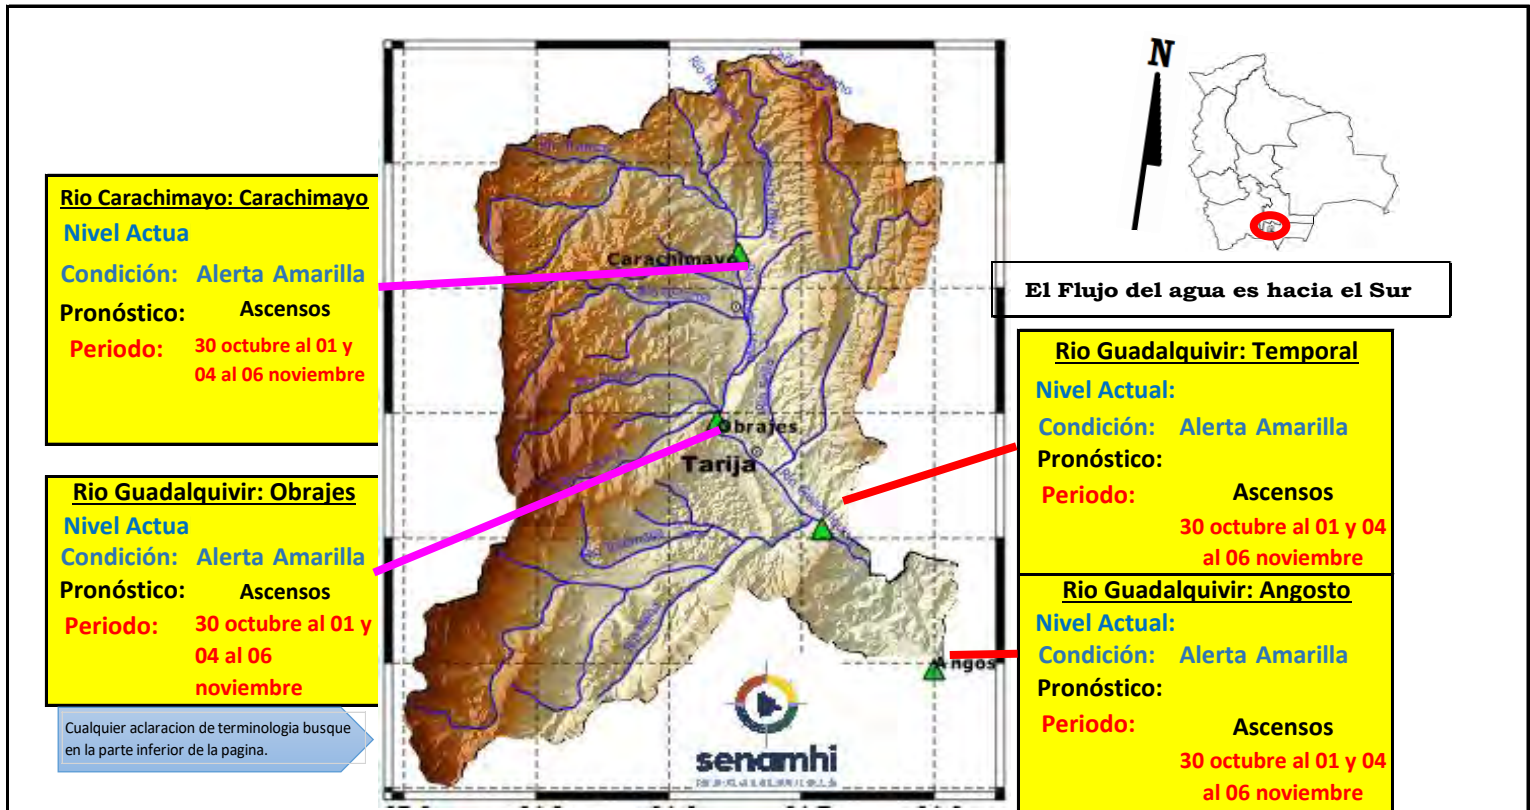 N
El Flujo del agua es hacia el Sur
Rio Carachimayo: Carachimayo
Nivel Actua
Condición: Alerta Amarilla
Pronóstico: Ascensos
Periodo: 30 octubre al 01 y
04 al 06 noviembre
Rio Guadalquivir: Obrajes
Nivel Actua
Condición: Alerta Amarilla
Pronóstico: Ascensos
Periodo: 30 octubre al 01 y
04 al 06
noviembre
Cualquier aclaracion de terminologia busque
en la parte inferior de la pagina.
Carachimayo
Obrajes
Tarija
Angos
senamhi
Rio Guadalquivir: Temporal
Nivel Actual:
Condición: Alerta Amarilla
Pronóstico:
Periodo: Ascensos
30 octubre al 01 y 04
al 06 noviembre
Rio Guadalquivir: Angosto
Nivel Actual:
Condición: Alerta Amarilla
Pronóstico:
Periodo: Ascensos
30 octubre al 01 y 04
al 06 noviembre